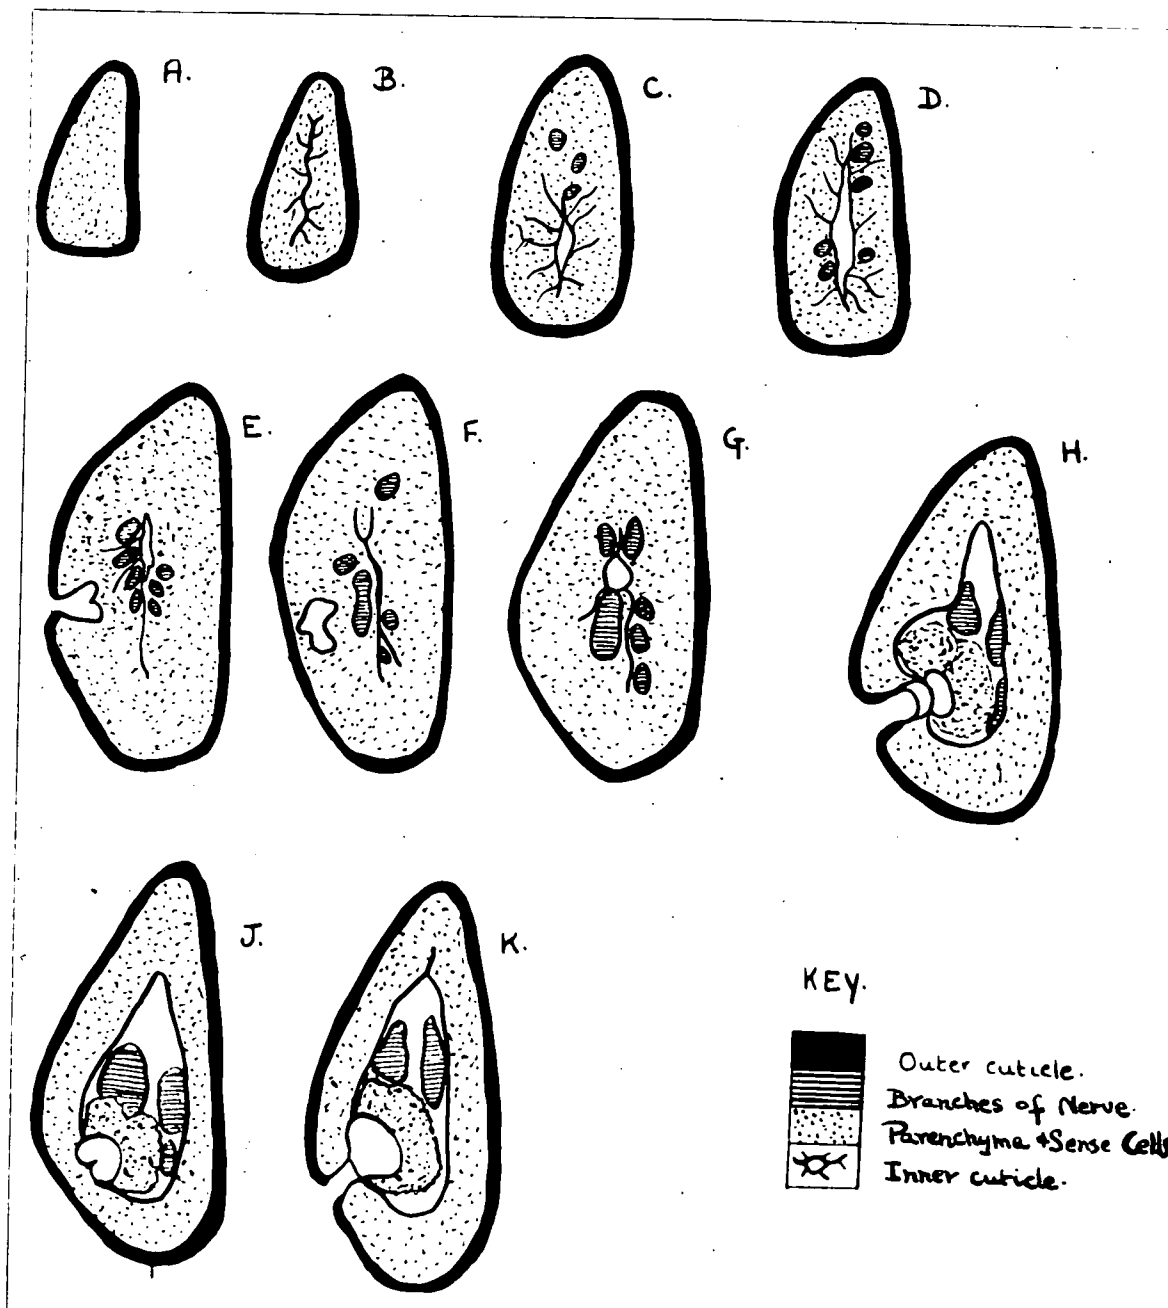 A.
B.
C.
D.
E.
F.
G.
H.
J.
K.
KEY.
Outer cuticle.
Branches of Nerve.
Parenchyma + Sense Cells
Inner cuticle.